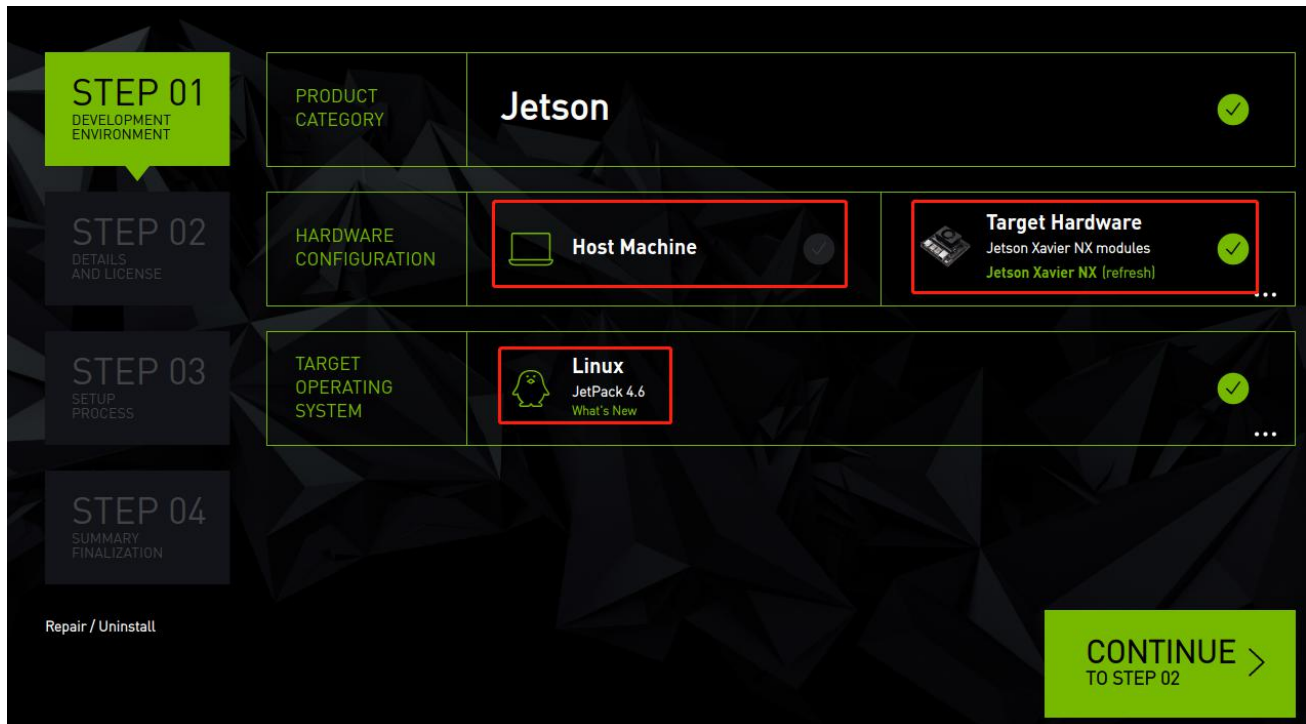 STEP 01
DEVELOPMENT
ENVIRONMENT
PRODUCT
CATEGORY
Jetson
STEP 02
DETAILS
AND LICENSE
HARDWARE
CONFIGURATION
Host Machine
Target Hardware
Jetson Xavier NX modules
Jetson Xavier NX (refresh)
...
STEP 03
SETUP
PROCESS
TARGET
OPERATING
SYSTEM
Linux
JetPack 4.6
What's New
...
STEP 04
SUMMARY
FINALIZATION
Repair / Uninstall
CONTINUE >
TO STEP 02